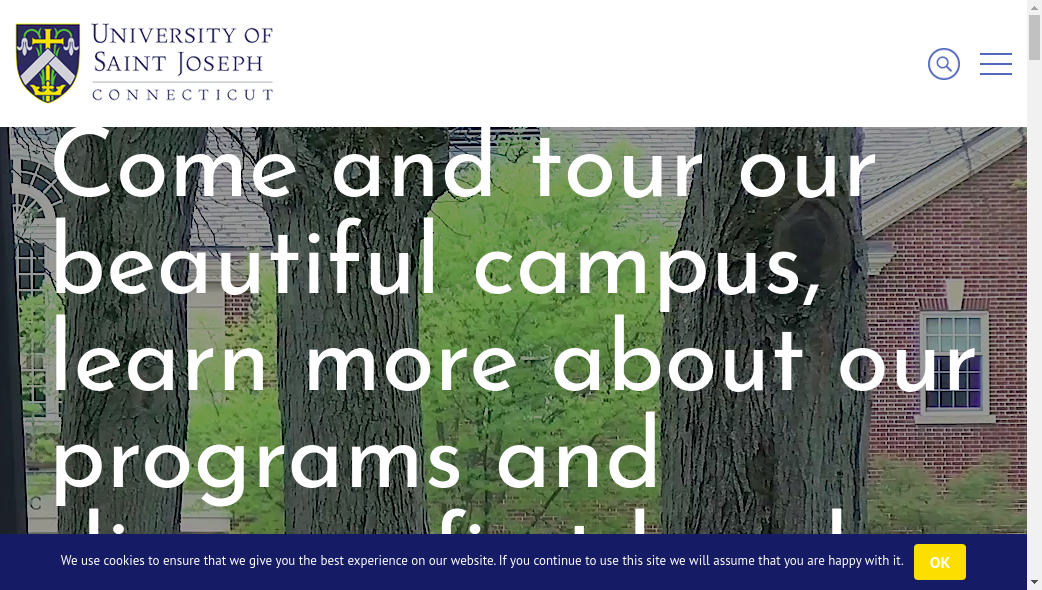 UNIVERSITY OF
SAINT JOSEPH
CONNECTICUT
Come and tour our
beautiful campus,
learn more about our
programs and
We use cookies to ensure that we give you the best experience on our website. If you continue to use this site we will assume that you are happy with it.
OK